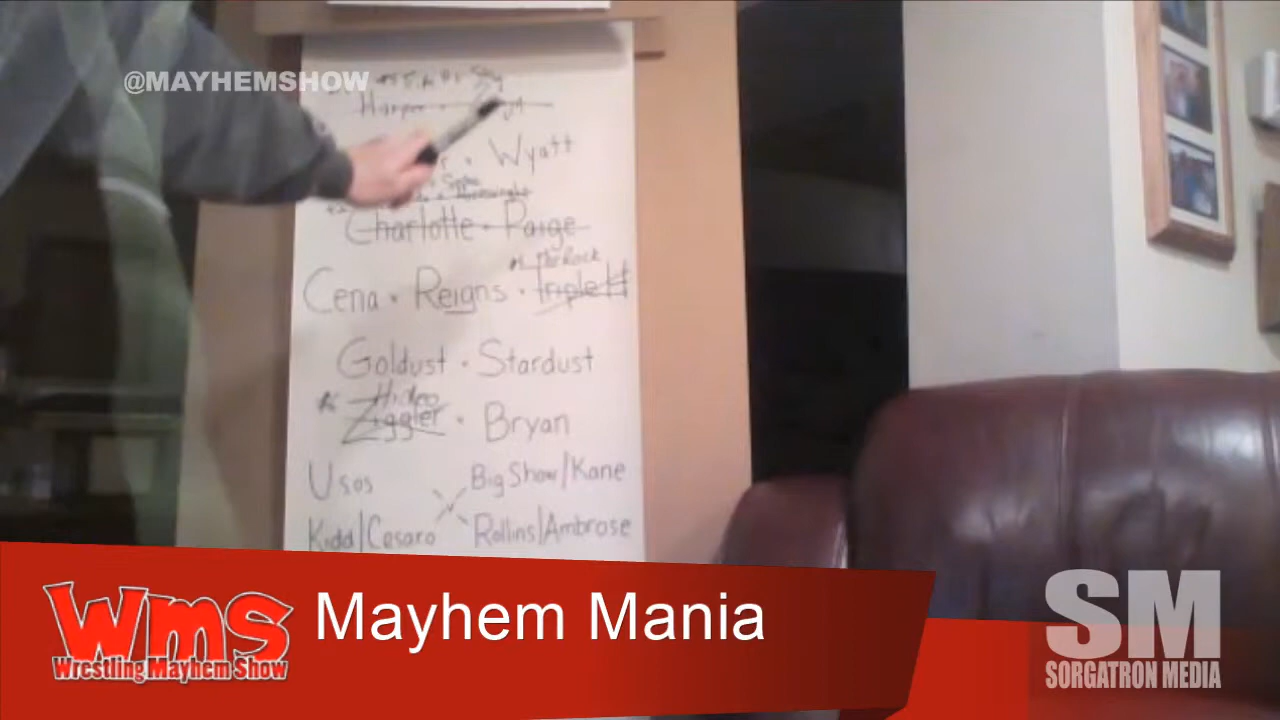 @MAYHEMSHOW
Harper
Wyatt
Charlotte · Paige
The Rock
Cena · Reigns · Triple H
Goldust · Stardust
Hideo
Ziggler · Bryan
Usos
Big Show/Kane
Kidd/Cesaro
Rollins/Ambrose
wms
Wrestling Mayhem Show
Mayhem Mania
SM
SORGATRON MEDIA